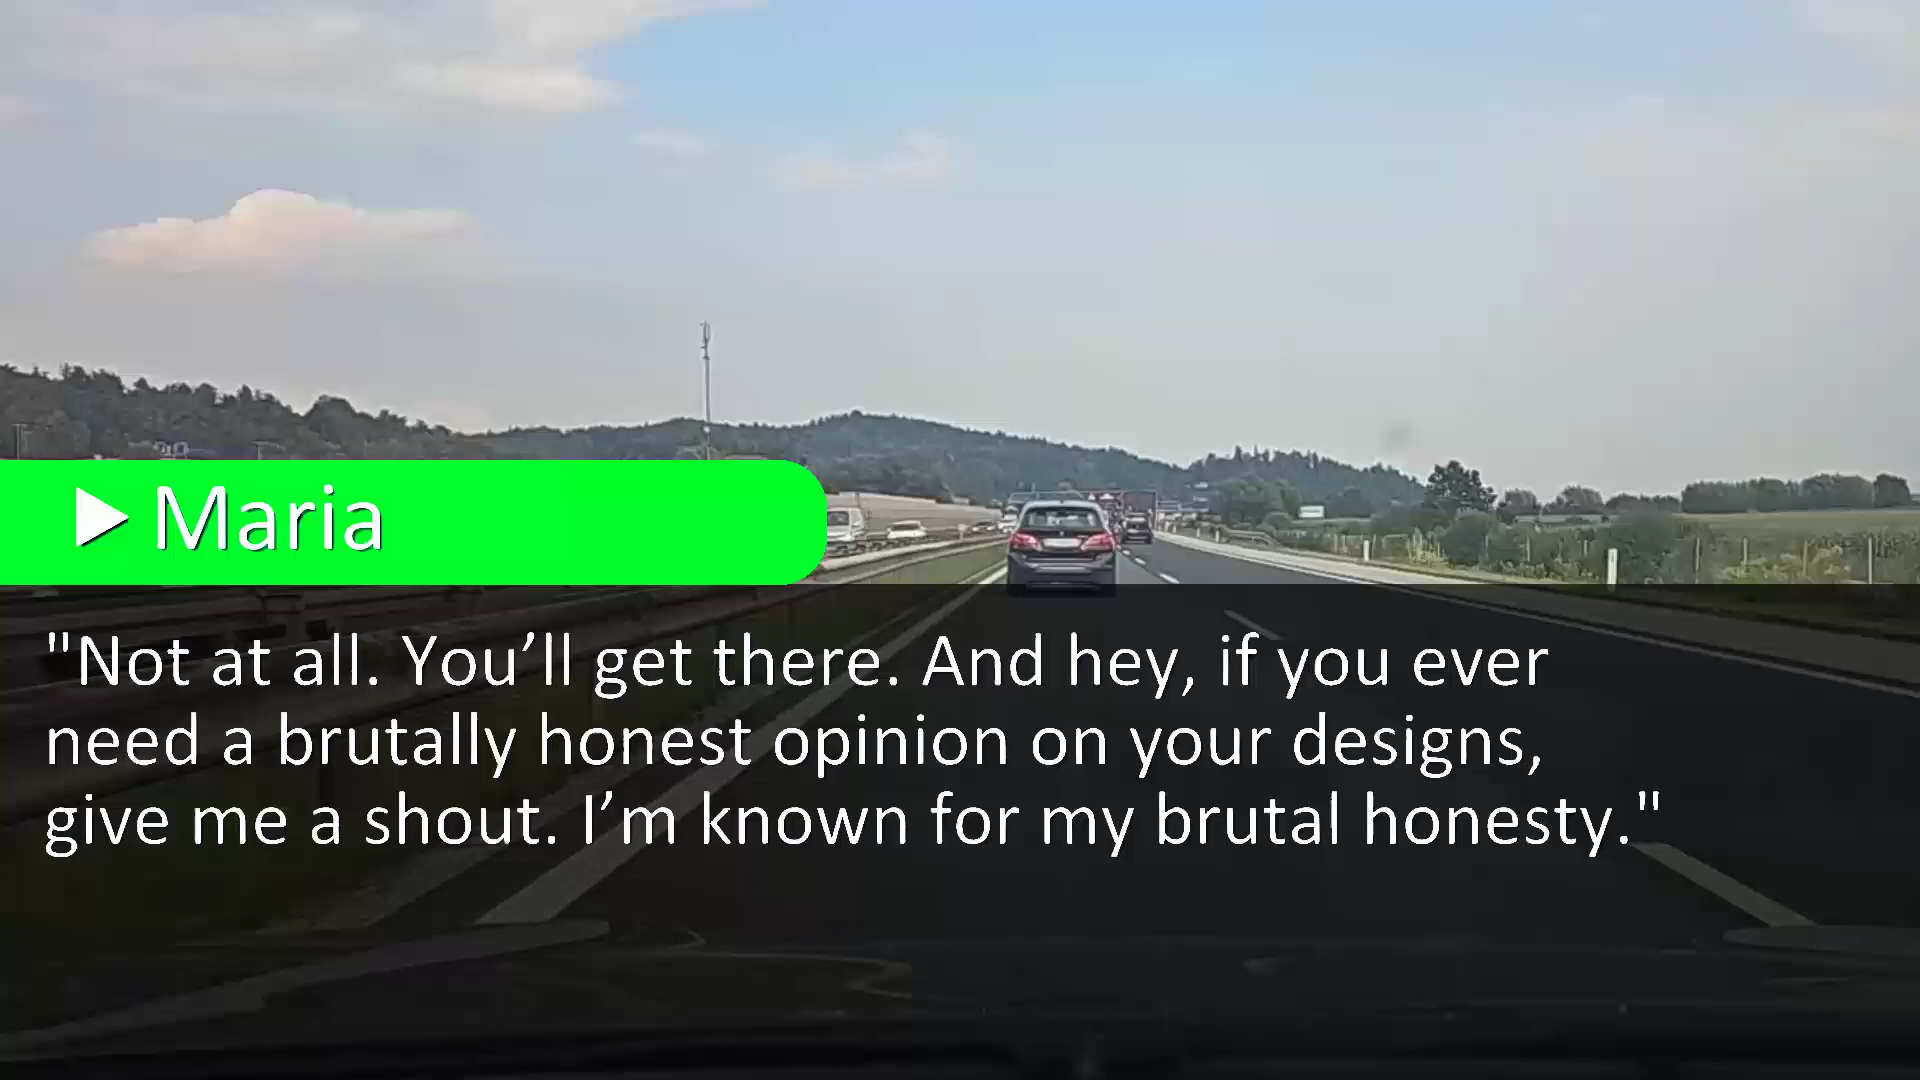 Maria
"Not at all. You’ll get there. And hey, if you ever
need a brutally honest opinion on your designs,
give me a shout. I’m known for my brutal honesty."